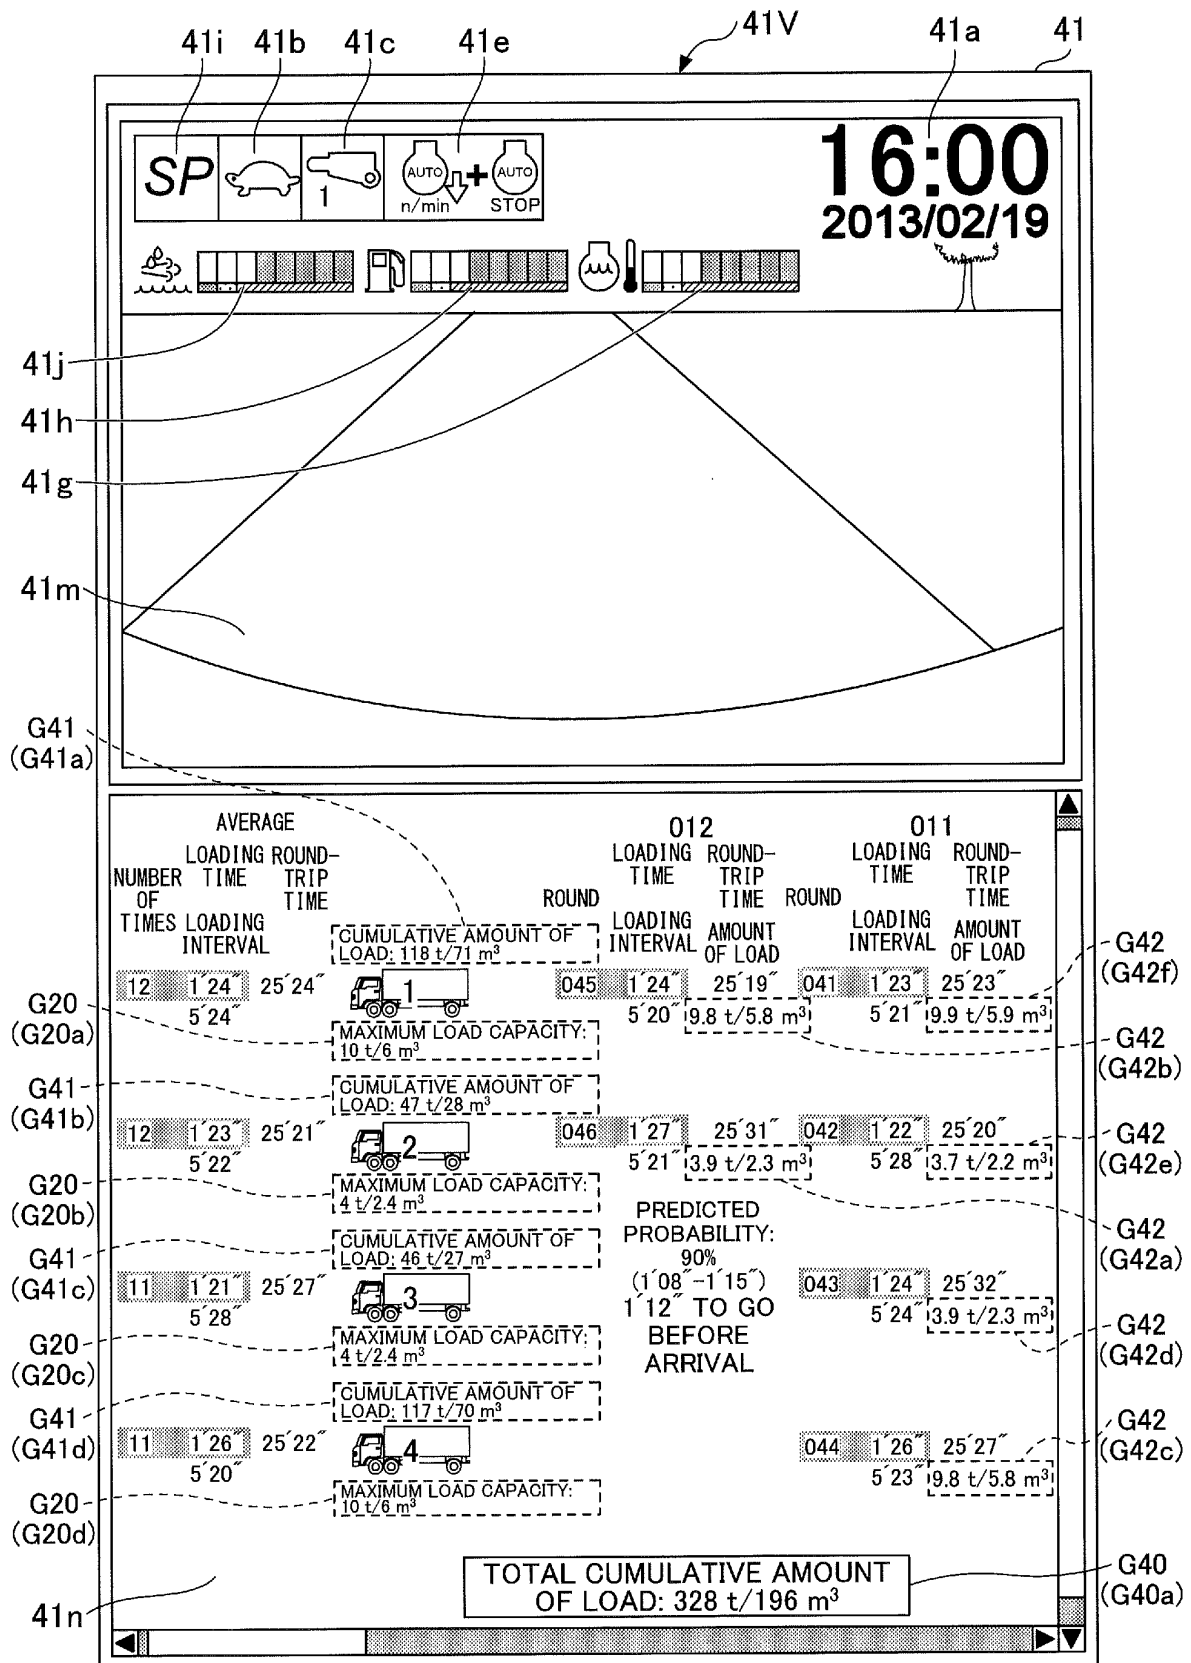 41i 41b 41c 41e 41V 41a 41
SP
1
AUTO
n/min
+
AUTO
STOP
16:00
2013/02/19
41j
41h
41g
41m
G41
(G41a)
AVERAGE
NUMBER OF TIMES
LOADING TIME
LOADING INTERVAL
ROUND-TRIP TIME
012
ROUND
LOADING TIME
LOADING INTERVAL
ROUND-TRIP TIME
AMOUNT OF LOAD
011
ROUND
LOADING TIME
LOADING INTERVAL
ROUND-TRIP TIME
AMOUNT OF LOAD
CUMULATIVE AMOUNT OF
LOAD: 118 t/71 m³
12 1´24˝ 25´24˝ 1 045 1´24˝ 25´19˝ 041 1´23˝ 25´23˝
5´24˝ 5´20˝ 9.8 t/5.8 m³ 5´21˝ 9.9 t/5.9 m³
MAXIMUM LOAD CAPACITY:
10 t/6 m³
G42
(G42f)
G20
(G20a)
G42
(G42b)
CUMULATIVE AMOUNT OF
LOAD: 47 t/28 m³
G41
(G41b)
12 1´23˝ 25´21˝ 2 046 1´27˝ 25´31˝ 042 1´22˝ 25´20˝
5´22˝ 5´21˝ 3.9 t/2.3 m³ 5´28˝ 3.7 t/2.2 m³
MAXIMUM LOAD CAPACITY:
4 t/2.4 m³
G42
(G42e)
G20
(G20b)
G42
(G42a)
CUMULATIVE AMOUNT OF
LOAD: 46 t/27 m³
G41
(G41c)
PREDICTED
PROBABILITY:
90%
(1´08˝-1´15˝)
1´12˝ TO GO
BEFORE
ARRIVAL
11 1´21˝ 25´27˝ 3 043 1´24˝ 25´32˝
5´28˝ 5´24˝ 3.9 t/2.3 m³
MAXIMUM LOAD CAPACITY:
4 t/2.4 m³
G20
(G20c)
G42
(G42d)
CUMULATIVE AMOUNT OF
LOAD: 117 t/70 m³
G41
(G41d)
11 1´26˝ 25´22˝ 4 044 1´26˝ 25´27˝
5´20˝ 5´23˝ 9.8 t/5.8 m³
MAXIMUM LOAD CAPACITY:
10 t/6 m³
G42
(G42c)
G20
(G20d)
TOTAL CUMULATIVE AMOUNT
OF LOAD: 328 t/196 m³
G40
(G40a)
41n